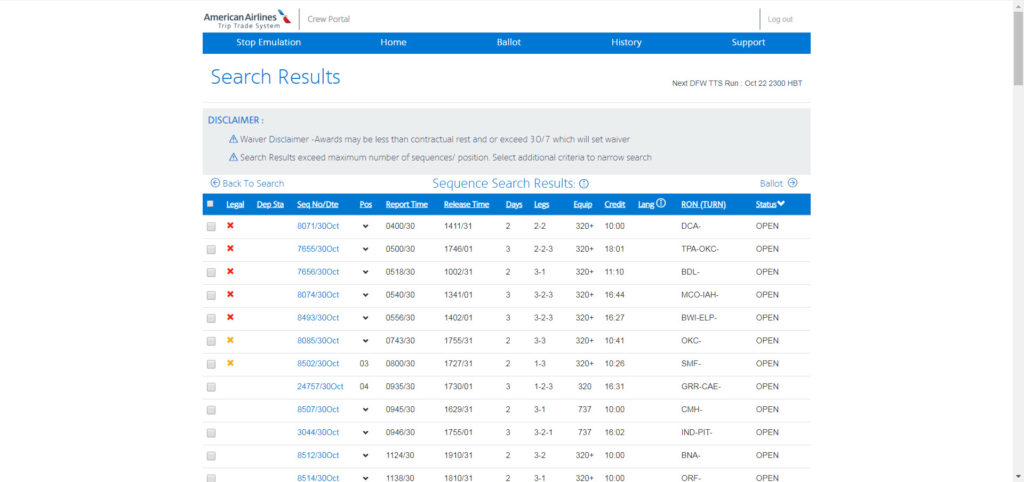 American Airlines
Trip Trade System
Crew Portal
Log out
Stop Emulation Home Ballot History Support
Search Results
Next DFW TTS Run : Oct 22 2300 HBT
DISCLAIMER :
Waiver Disclaimer -Awards may be less than contractual rest and or exceed 30/7 which will set waiver
Search Results exceed maximum number of sequences/ position. Select additional criteria to narrow search
Back To Search Sequence Search Results: Ballot
Legal Dep Sta Seq No/Dte Pos Report Time Release Time Days Legs Equip Credit Lang RON (TURN) Status
8071/30Oct 0400/30 1411/31 2 2-2 320+ 10:00 DCA- OPEN
7655/30Oct 0500/30 1746/01 3 2-2-3 320+ 18:01 TPA-OKC- OPEN
7656/30Oct 0518/30 1002/31 2 3-1 320+ 11:10 BDL- OPEN
8074/30Oct 0540/30 1341/01 3 3-2-3 320+ 16:44 MCO-IAH- OPEN
8493/30Oct 0556/30 1402/01 3 3-2-3 320+ 16:27 BWI-ELP- OPEN
8085/30Oct 0743/30 1755/31 2 3-3 320+ 10:41 OKC- OPEN
8502/30Oct 03 0800/30 1727/31 2 1-3 320+ 10:26 SMF- OPEN
24757/30Oct 04 0935/30 1730/01 3 1-2-3 320 16:31 GRR-CAE- OPEN
8507/30Oct 0945/30 1629/31 2 3-1 737 10:00 CMH- OPEN
3044/30Oct 0946/30 1755/01 3 3-2-1 737 16:02 IND-PIT- OPEN
8512/30Oct 1124/30 1910/31 2 3-2 320+ 10:00 BNA- OPEN
8514/30Oct 1138/30 1810/31 2 3-1 320+ 10:00 ORF- OPEN